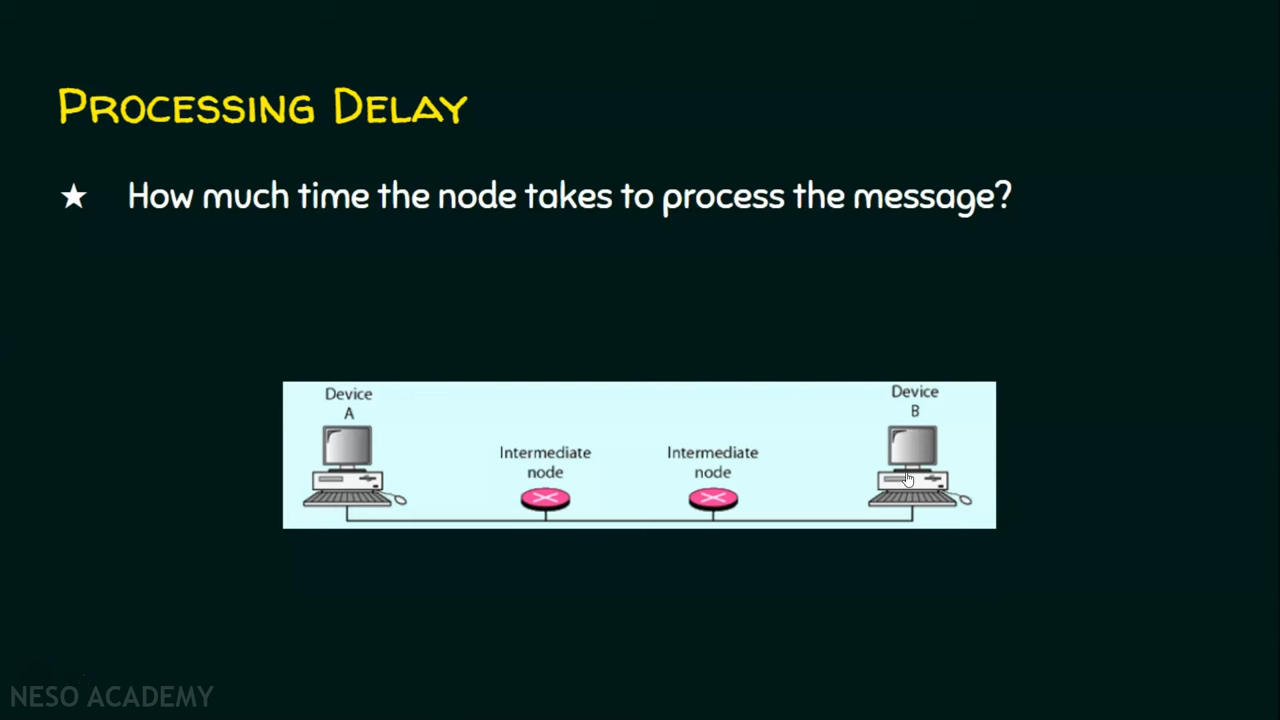 Processing Delay
★ How much time the node takes to process the message?
Device
A
Intermediate
node
Intermediate
node
Device
B
NESO ACADEMY